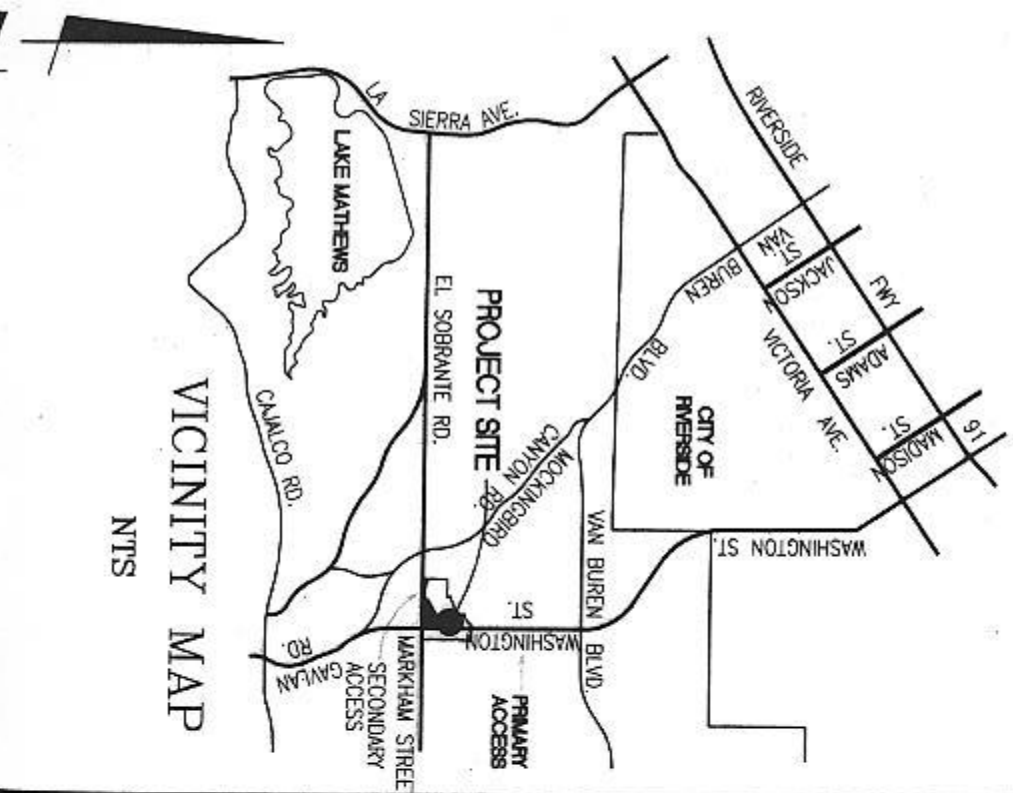 RIVERSIDE
FWY
91
LA
SIERRA AVE.
LAKE MATHEWS
VAN
ST.
JACKSON
BUREN
BLVD.
ST.
ADAMS
VICTORIA AVE.
ST.
MADISON
CITY OF
RIVERSIDE
EL SOBRANTE RD.
PROJECT SITE
MOCKINGBIRD
CANYON RD.
WASHINGTON ST.
VAN BUREN BLVD.
WASHINGTON
ST.
CAJALCO RD.
GAVLAN
RD.
MARKHAM STREE
SECONDARY
ACCESS
PRIMARY
ACCESS
VICINITY MAP
NTS